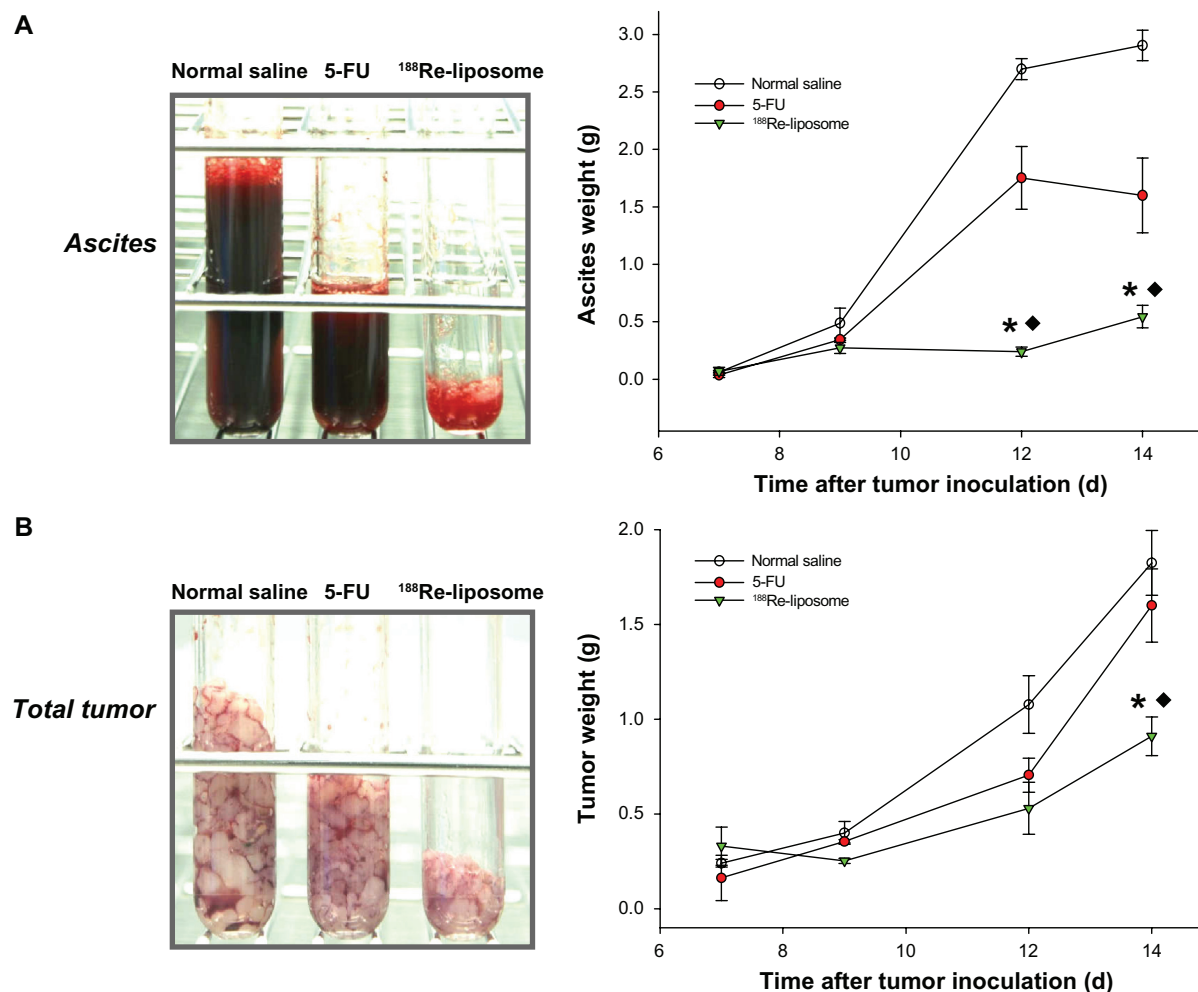 A
Normal saline 5-FU ¹⁸⁸Re-liposome
Ascites
Ascites weight (g)
3.0
2.5
2.0
1.5
1.0
0.5
0.0
Normal saline
5-FU
¹⁸⁸Re-liposome
* ◆
* ◆
6 8 10 12 14
Time after tumor inoculation (d)
B
Normal saline 5-FU ¹⁸⁸Re-liposome
Total tumor
Tumor weight (g)
2.0
1.5
1.0
0.5
0.0
Normal saline
5-FU
¹⁸⁸Re-liposome
* ◆
6 8 10 12 14
Time after tumor inoculation (d)